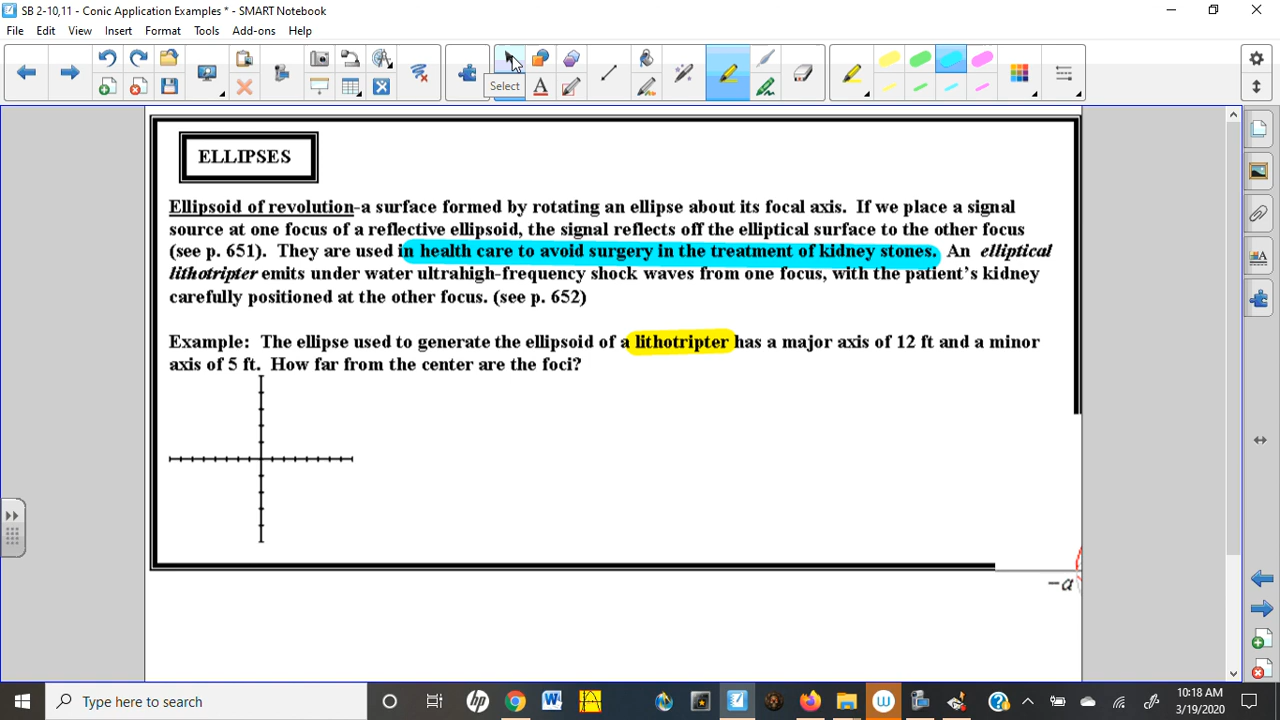 SB 2-10,11 - Conic Application Examples * - SMART Notebook
File Edit View Insert Format Tools Add-ons Help
Select
ELLIPSES
Ellipsoid of revolution-a surface formed by rotating an ellipse about its focal axis. If we place a signal
source at one focus of a reflective ellipsoid, the signal reflects off the elliptical surface to the other focus
(see p. 651). They are used in health care to avoid surgery in the treatment of kidney stones. An elliptical
lithotripter emits under water ultrahigh-frequency shock waves from one focus, with the patient's kidney
carefully positioned at the other focus. (see p. 652)
Example: The ellipse used to generate the ellipsoid of a lithotripter has a major axis of 12 ft and a minor
axis of 5 ft. How far from the center are the foci?
-a
Type here to search
10:18 AM
3/19/2020